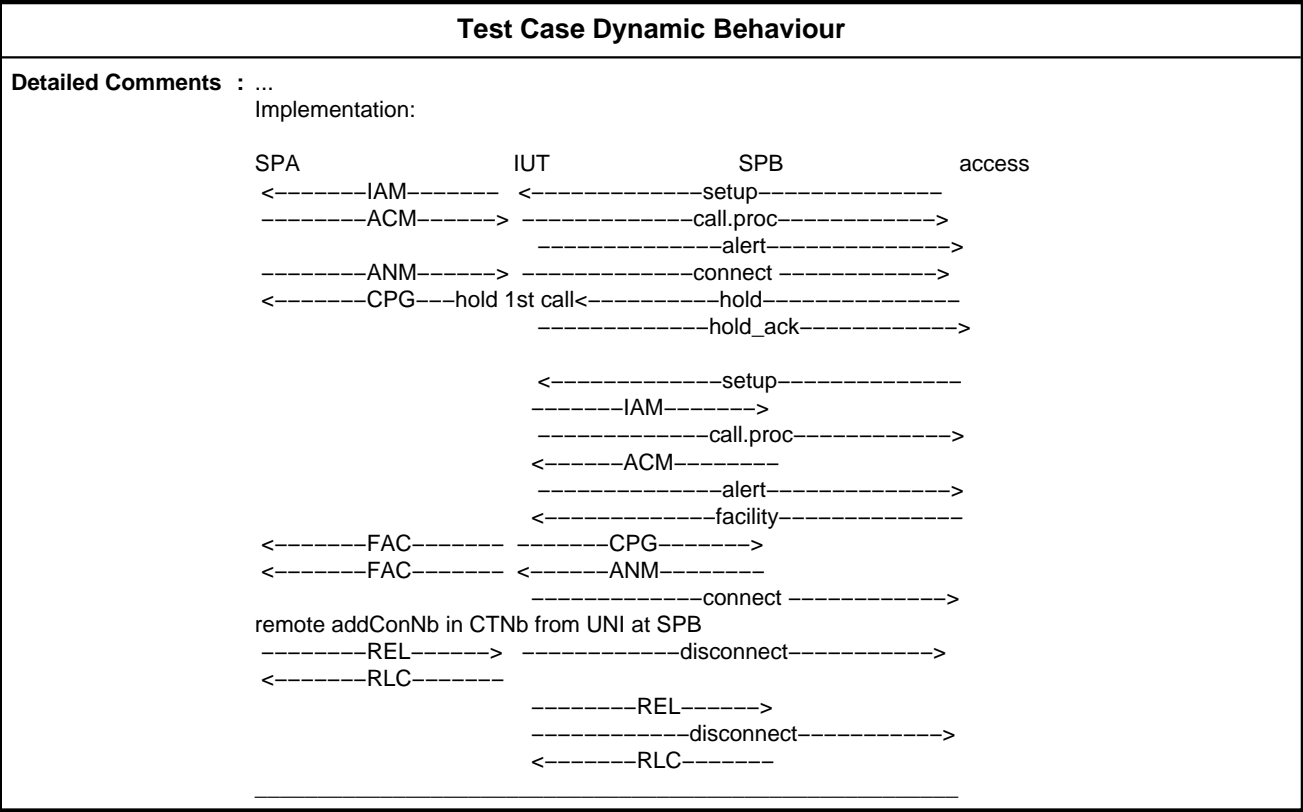 Test Case Dynamic Behaviour
Detailed Comments : ...
Implementation:
SPA IUT SPB access
<−−−−−−−IAM−−−−−−− <−−−−−−−−−−−−−setup−−−−−−−−−−−−−−
−−−−−−−−ACM−−−−−−> −−−−−−−−−−−−−call.proc−−−−−−−−−−−−>
−−−−−−−−−−−−−−alert−−−−−−−−−−−−−−>
−−−−−−−−ANM−−−−−−> −−−−−−−−−−−−−connect −−−−−−−−−−−−>
<−−−−−−−CPG−−−hold 1st call<−−−−−−−−−−hold−−−−−−−−−−−−−−−
−−−−−−−−−−−−−hold_ack−−−−−−−−−−−−>
<−−−−−−−−−−−−−setup−−−−−−−−−−−−−−
−−−−−−−IAM−−−−−−−>
−−−−−−−−−−−−−call.proc−−−−−−−−−−−−>
<−−−−−−ACM−−−−−−−−
−−−−−−−−−−−−−−alert−−−−−−−−−−−−−−>
<−−−−−−−−−−−−−facility−−−−−−−−−−−−−−
<−−−−−−−FAC−−−−−−− −−−−−−−CPG−−−−−−−>
<−−−−−−−FAC−−−−−−− <−−−−−−ANM−−−−−−−−
−−−−−−−−−−−−−connect −−−−−−−−−−−−>
remote addConNb in CTNb from UNI at SPB
−−−−−−−−REL−−−−−−> −−−−−−−−−−−−disconnect−−−−−−−−−−−>
<−−−−−−−RLC−−−−−−−
−−−−−−−−REL−−−−−−>
−−−−−−−−−−−−disconnect−−−−−−−−−−−>
<−−−−−−−RLC−−−−−−−